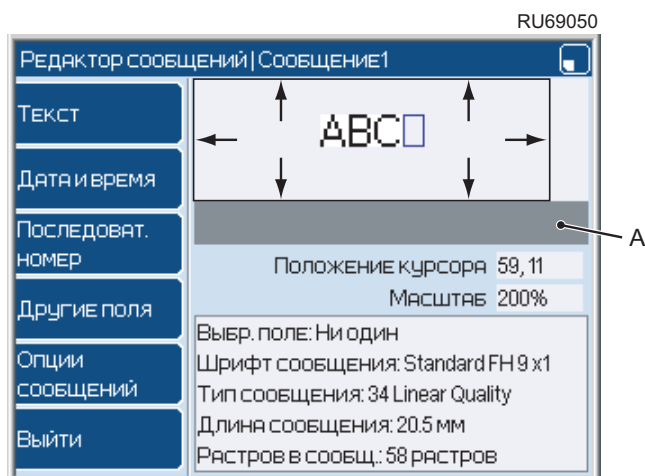 RU69050
Редактор сообщений|Сообщение1
Текст
Дата и время
Последоват.
номер
Другие поля
Опции
сообщений
Выйти
ABC
A
Положение курсора 59, 11
Масштаб 200%
Выбр. поле: Ни один
Шрифт сообщения: Standard FH 9 x1
Тип сообщения: 34 Linear Quality
Длина сообщения: 20.5 мм
Растров в сообщ.: 58 растров